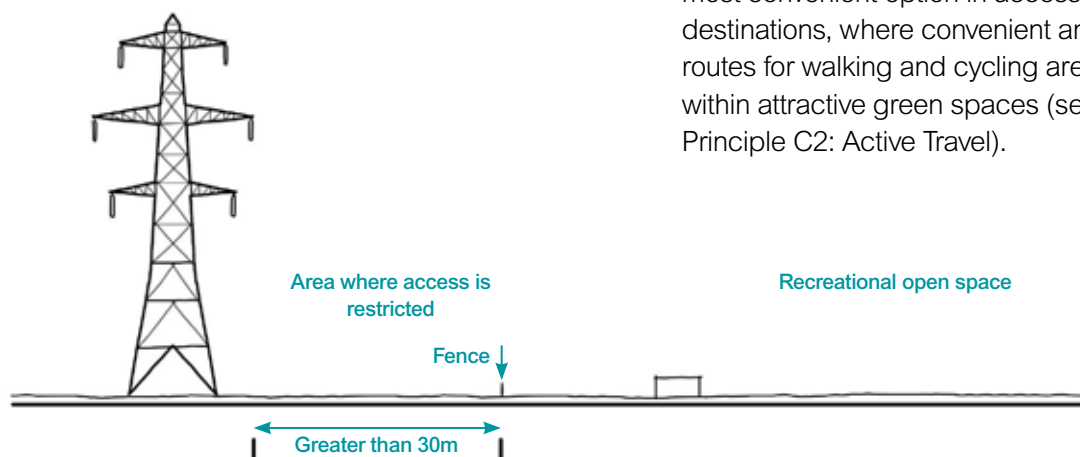 destinations, where convenient an
routes for walking and cycling are
within attractive green spaces (se
Principle C2: Active Travel).
Area where access is
restricted
Recreational open space
Fence
Greater than 30m